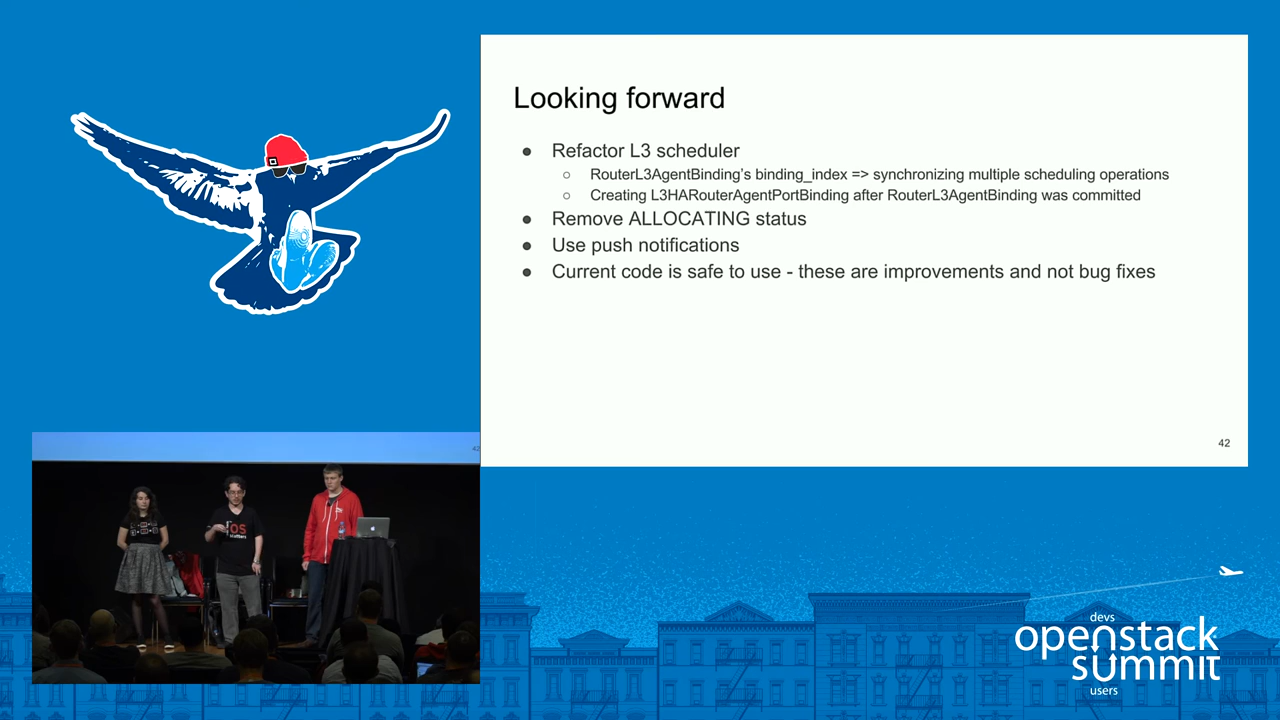 Looking forward
● Refactor L3 scheduler
○ RouterL3AgentBinding's binding_index => synchronizing multiple scheduling operations
○ Creating L3HARouterAgentPortBinding after RouterL3AgentBinding was committed
● Remove ALLOCATING status
● Use push notifications
● Current code is safe to use - these are improvements and not bug fixes
42
OS
Matters
devs
openstack
summit
users